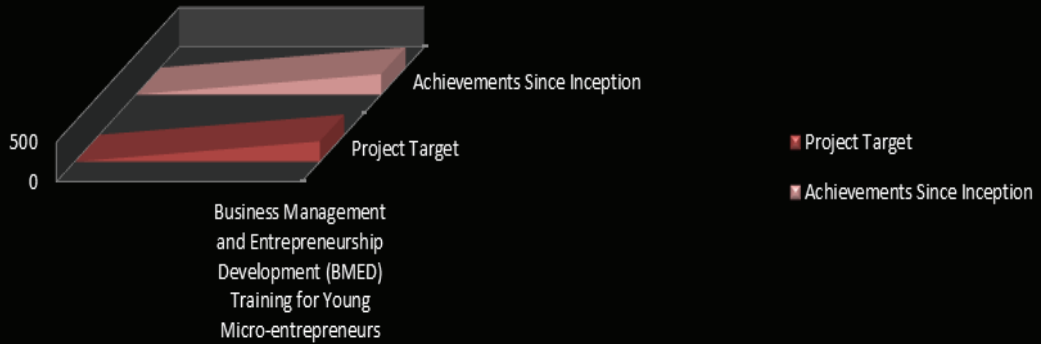 Achievements Since Inception
500
Project Target
0
Business Management
and Entrepreneurship
Development (BMED)
Training for Young
Micro-entrepreneurs
Project Target
Achievements Since Inception